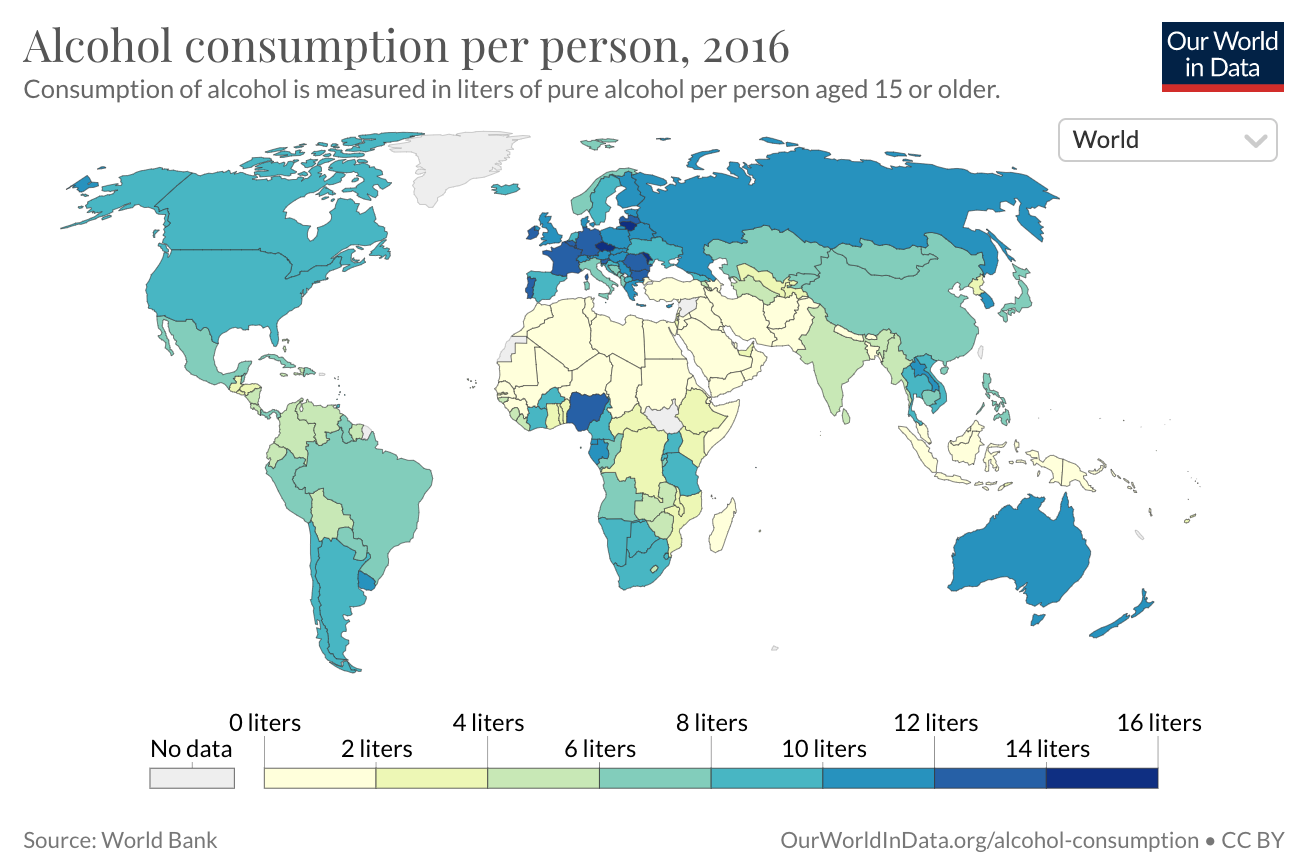 Alcohol consumption per person, 2016
Consumption of alcohol is measured in liters of pure alcohol per person aged 15 or older.
Our World
in Data
World
No data
0 liters
2 liters
4 liters
6 liters
8 liters
10 liters
12 liters
14 liters
16 liters
Source: World Bank
OurWorldInData.org/alcohol-consumption • CC BY